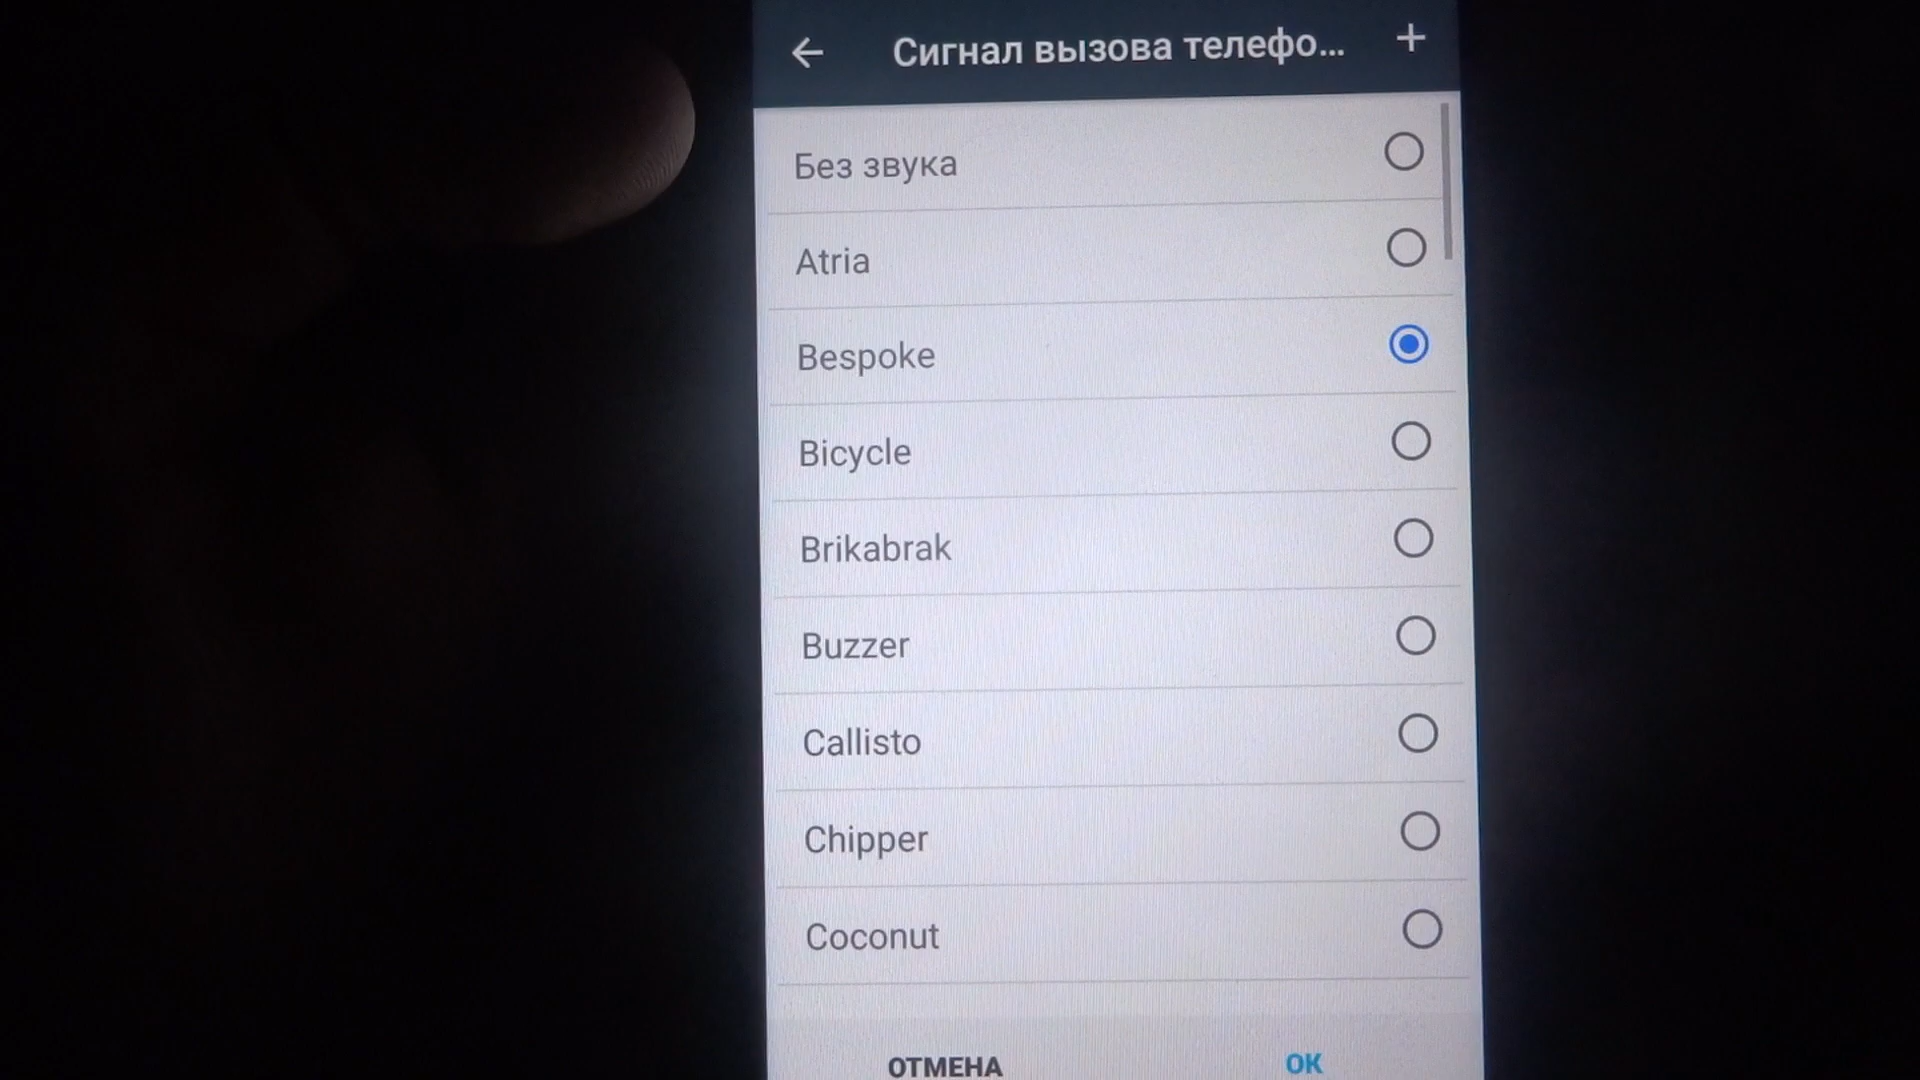 Сигнал вызова телефо...
Без звука
Atria
Bespoke
Bicycle
Brikabrak
Buzzer
Callisto
Chipper
Coconut
ОТМЕНА
ОК